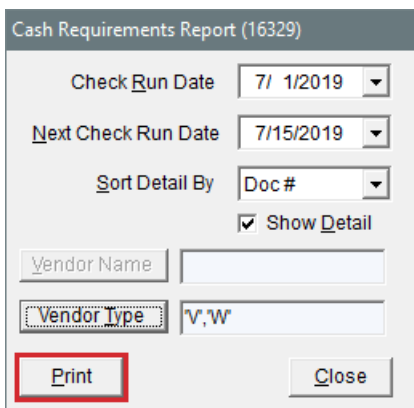 Cash Requirements Report (16329)
Check Run Date 7/ 1/2019
Next Check Run Date 7/15/2019
Sort Detail By Doc #
Show Detail
Vendor Name
Vendor Type 'V','W'
Print Close